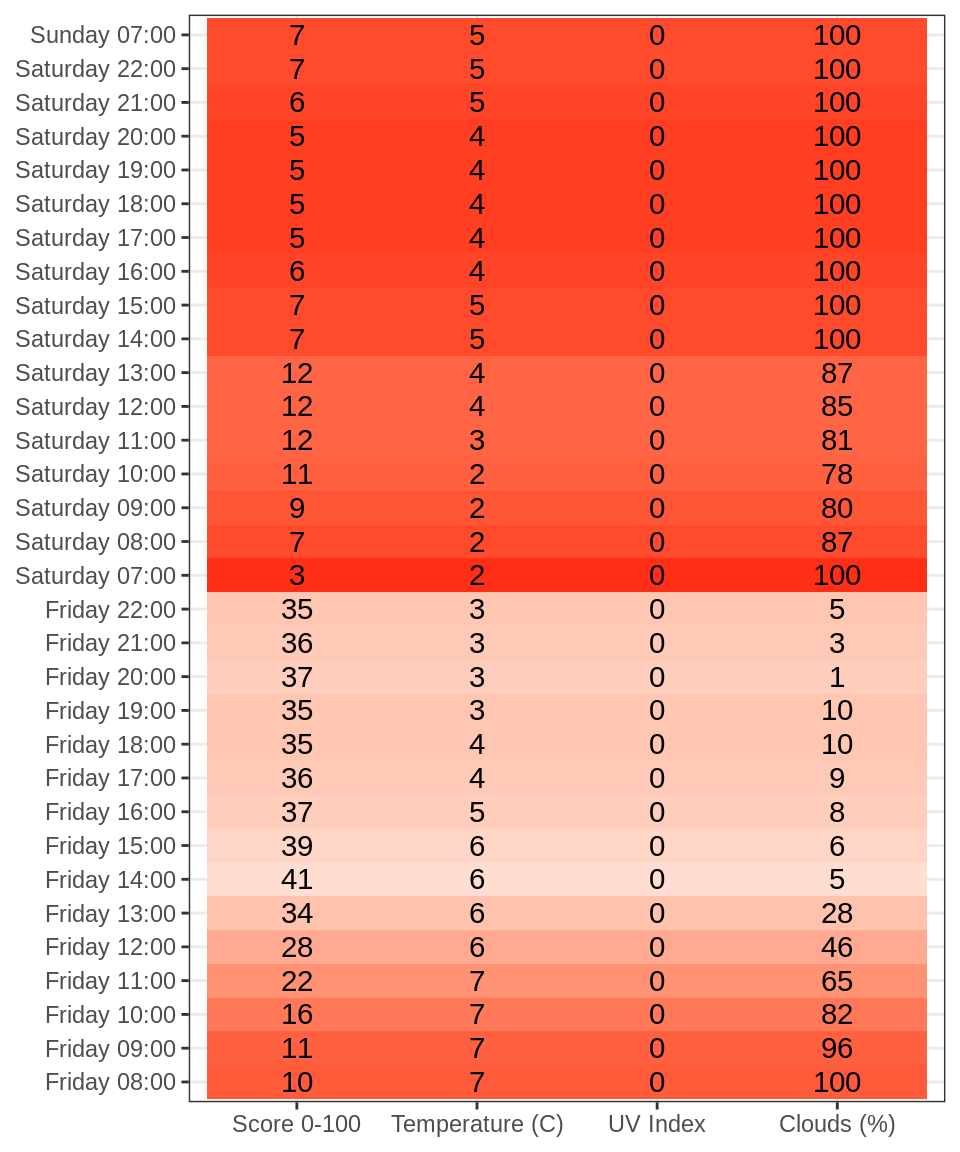 Sunday 07:00 7 5 0 100
Saturday 22:00 7 5 0 100
Saturday 21:00 6 5 0 100
Saturday 20:00 5 4 0 100
Saturday 19:00 5 4 0 100
Saturday 18:00 5 4 0 100
Saturday 17:00 5 4 0 100
Saturday 16:00 6 4 0 100
Saturday 15:00 7 5 0 100
Saturday 14:00 7 5 0 100
Saturday 13:00 12 4 0 87
Saturday 12:00 12 4 0 85
Saturday 11:00 12 3 0 81
Saturday 10:00 11 2 0 78
Saturday 09:00 9 2 0 80
Saturday 08:00 7 2 0 87
Saturday 07:00 3 2 0 100
Friday 22:00 35 3 0 5
Friday 21:00 36 3 0 3
Friday 20:00 37 3 0 1
Friday 19:00 35 3 0 10
Friday 18:00 35 4 0 10
Friday 17:00 36 4 0 9
Friday 16:00 37 5 0 8
Friday 15:00 39 6 0 6
Friday 14:00 41 6 0 5
Friday 13:00 34 6 0 28
Friday 12:00 28 6 0 46
Friday 11:00 22 7 0 65
Friday 10:00 16 7 0 82
Friday 09:00 11 7 0 96
Friday 08:00 10 7 0 100
Score 0-100 Temperature (C) UV Index Clouds (%)